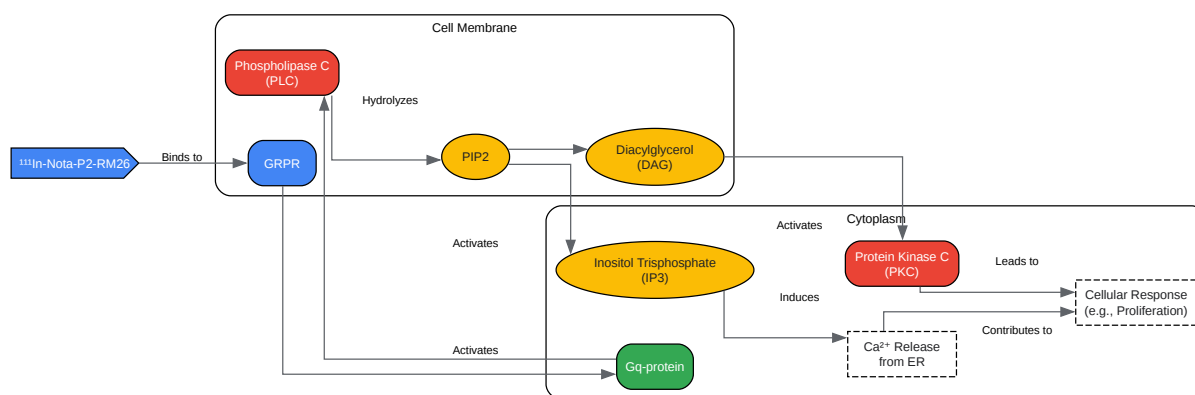 Cell Membrane
Phospholipase C
(PLC)
Hydrolyzes
¹¹¹In-Nota-P2-RM26
Binds to
GRPR
PIP2
Diacylglycerol
(DAG)
Activates
Cytoplasm
Activates
Inositol Trisphosphate
(IP3)
Protein Kinase C
(PKC)
Leads to
Induces
Cellular Response
(e.g., Proliferation)
Contributes to
Ca²⁺ Release
from ER
Activates
Gq-protein